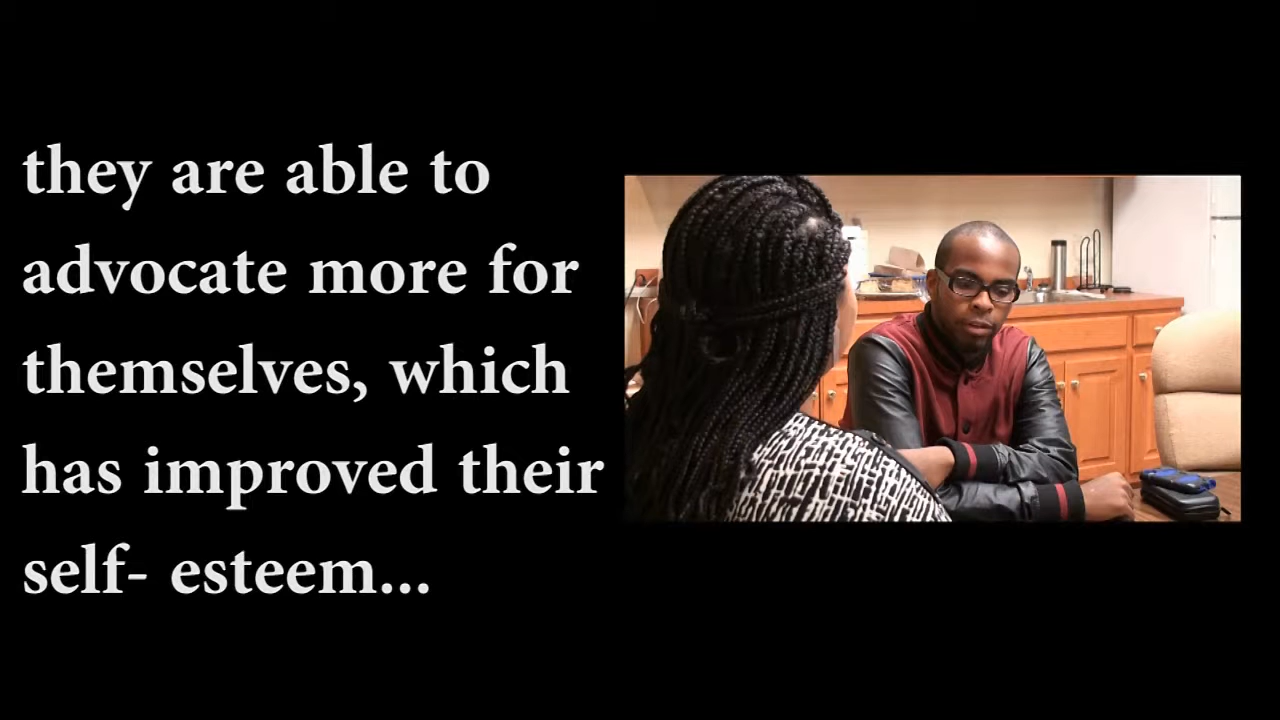 they are able to
advocate more for
themselves, which
has improved their
self- esteem...